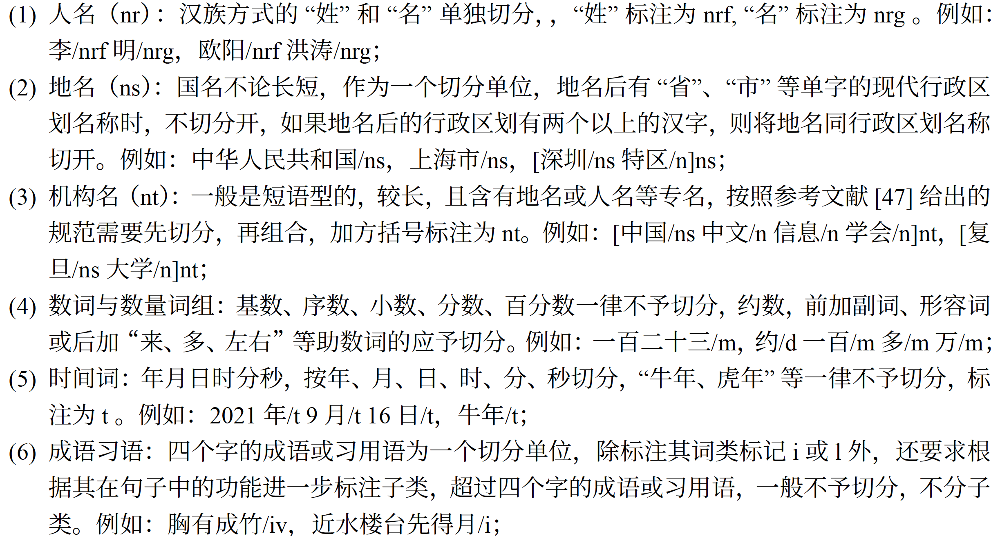 (1) 人名（nr）：汉族方式的 “姓” 和 “名” 单独切分, ，“姓” 标注为 nrf, “名” 标注为 nrg 。例如：
李/nrf 明/nrg，欧阳/nrf 洪涛/nrg；
(2) 地名（ns）：国名不论长短，作为一个切分单位，地名后有 “省”、“市” 等单字的现代行政区
划名称时，不切分开，如果地名后的行政区划有两个以上的汉字，则将地名同行政区划名称
切开。例如：中华人民共和国/ns，上海市/ns，[深圳/ns 特区/n]ns；
(3) 机构名（nt）：一般是短语型的，较长，且含有地名或人名等专名，按照参考文献 [47] 给出的
规范需要先切分，再组合，加方括号标注为 nt。例如：[中国/ns 中文/n 信息/n 学会/n]nt，[复
旦/ns 大学/n]nt；
(4) 数词与数量词组：基数、序数、小数、分数、百分数一律不予切分，约数，前加副词、形容词
或后加 “来、多、左右” 等助数词的应予切分。例如：一百二十三/m，约/d 一百/m 多/m 万/m；
(5) 时间词：年月日时分秒，按年、月、日、时、分、秒切分，“牛年、虎年” 等一律不予切分，标
注为 t 。例如：2021 年/t 9 月/t 16 日/t，牛年/t；
(6) 成语习语：四个字的成语或习用语为一个切分单位，除标注其词类标记 i 或 l 外，还要求根
据其在句子中的功能进一步标注子类，超过四个字的成语或习用语，一般不予切分，不分子
类。例如：胸有成竹/iv，近水楼台先得月/i；